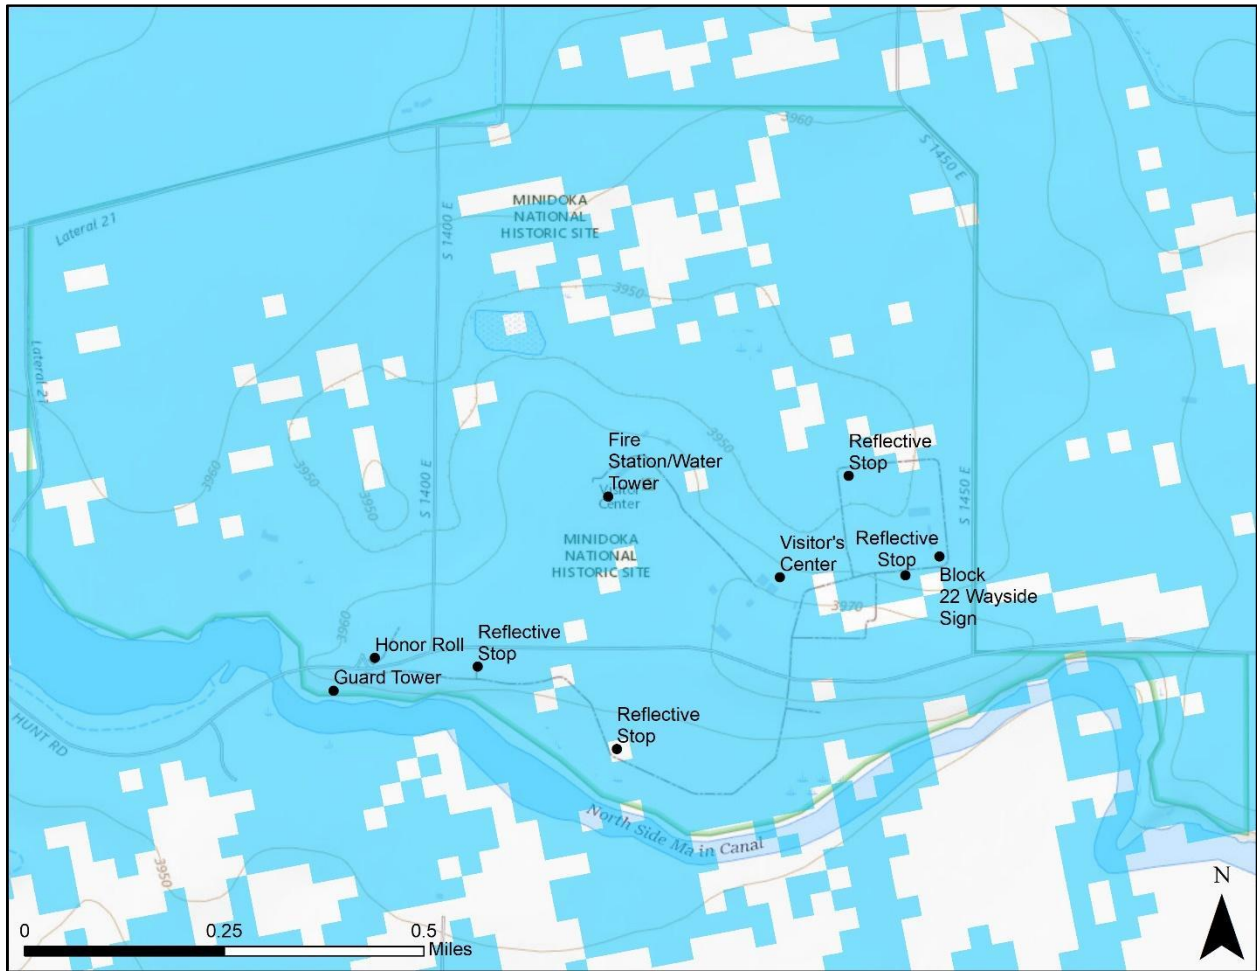 3960
S 1450 E
MINIDOKA
NATIONAL
HISTORIC SITE
Lateral 21
S 1400 E
3950
Lateral 21
Fire
Station/Water
Tower
Visitor
Center
3950
Reflective
Stop
3960
3950
3950
S 1400 E
S 1450 E
MINIDOKA
NATIONAL
HISTORIC SITE
Visitor's
Center
Reflective
Stop
Block
22 Wayside
Sign
3970
3960
Honor Roll
Reflective
Stop
Guard Tower
Reflective
Stop
HUNT RD
North Side Main Canal
3950
N
0 0.25 0.5
Miles